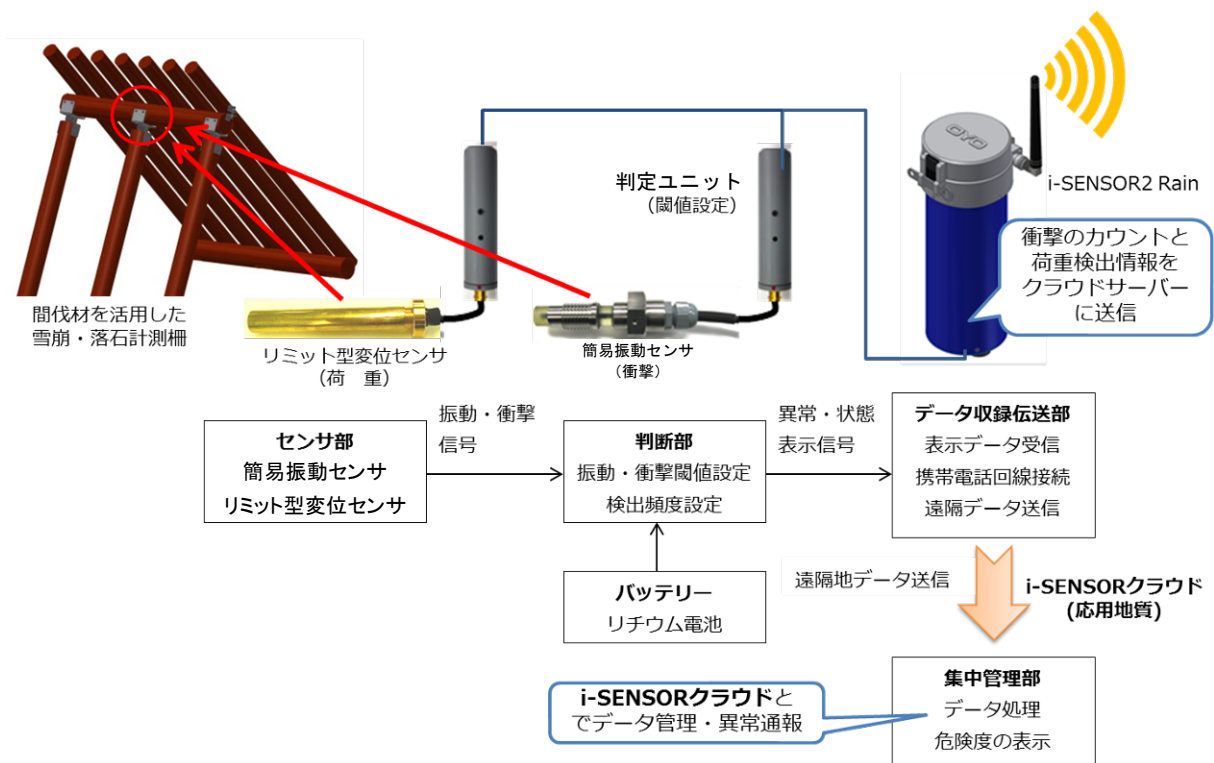 OYO
i-SENSOR2 Rain
判定ユニット
（閾値設定）
衝撃のカウントと
荷重検出情報を
クラウドサーバー
に送信
間伐材を活用した
雪崩・落石計測柵
リミット型変位センサ
（荷　重）
簡易振動センサ
（衝撃）
センサ部
簡易振動センサ
リミット型変位センサ
振動・衝撃
信号
判断部
振動・衝撃閾値設定
検出頻度設定
異常・状態
表示信号
データ収録伝送部
表示データ受信
携帯電話回線接続
遠隔データ送信
バッテリー
リチウム電池
遠隔地データ送信
i-SENSORクラウド
(応用地質)
集中管理部
データ処理
危険度の表示
i-SENSORクラウドと
でデータ管理・異常通報